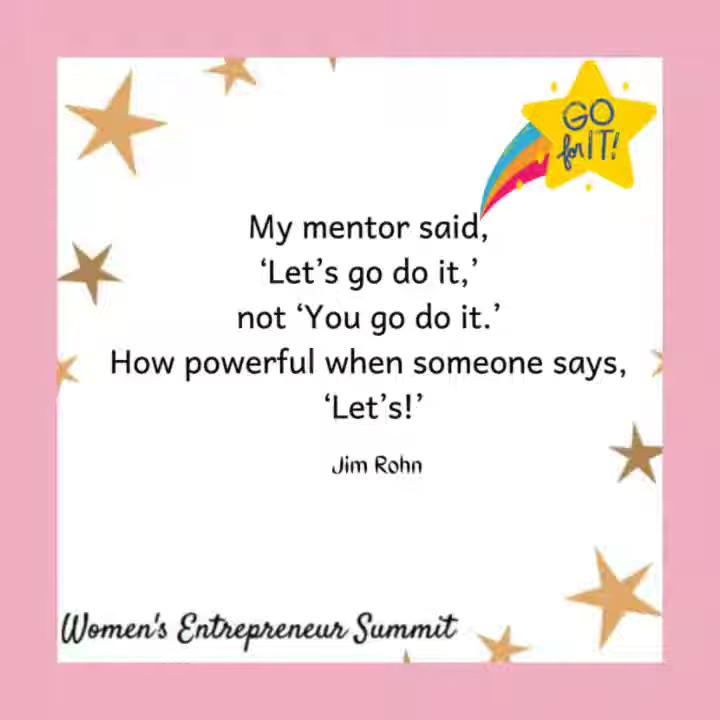 GO
for IT!
My mentor said,
‘Let’s go do it,’
not ‘You go do it.’
How powerful when someone says,
‘Let’s!’
Jim Rohn
Women's Entrepreneur Summit